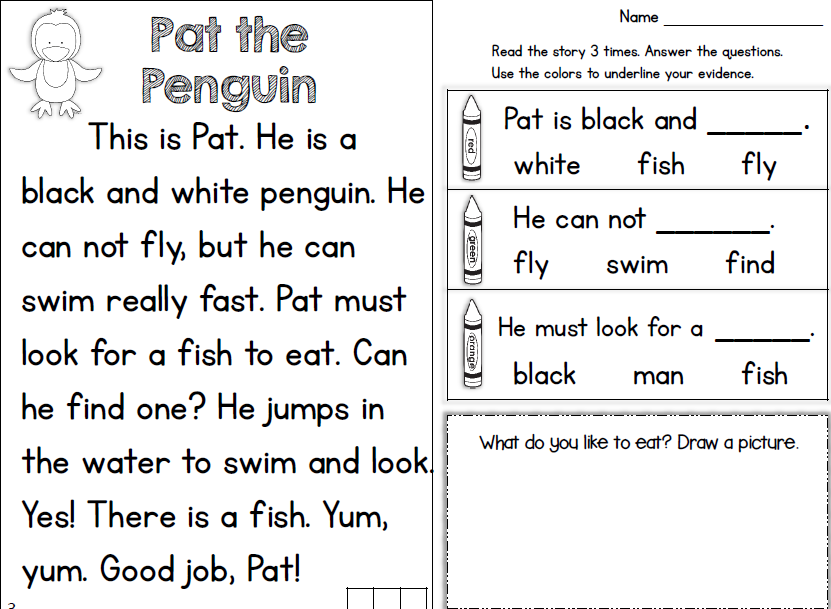 Pat the
Penguin
This is Pat. He is a
black and white penguin. He
can not fly, but he can
swim really fast. Pat must
look for a fish to eat. Can
he find one? He jumps in
the water to swim and look.
Yes! There is a fish. Yum,
yum. Good job, Pat!
Name
Read the story 3 times. Answer the questions.
Use the colors to underline your evidence.
red
Pat is black and _____.
white fish fly
green
He can not ______.
fly swim find
orange
He must look for a _____.
black man fish
What do you like to eat? Draw a picture.